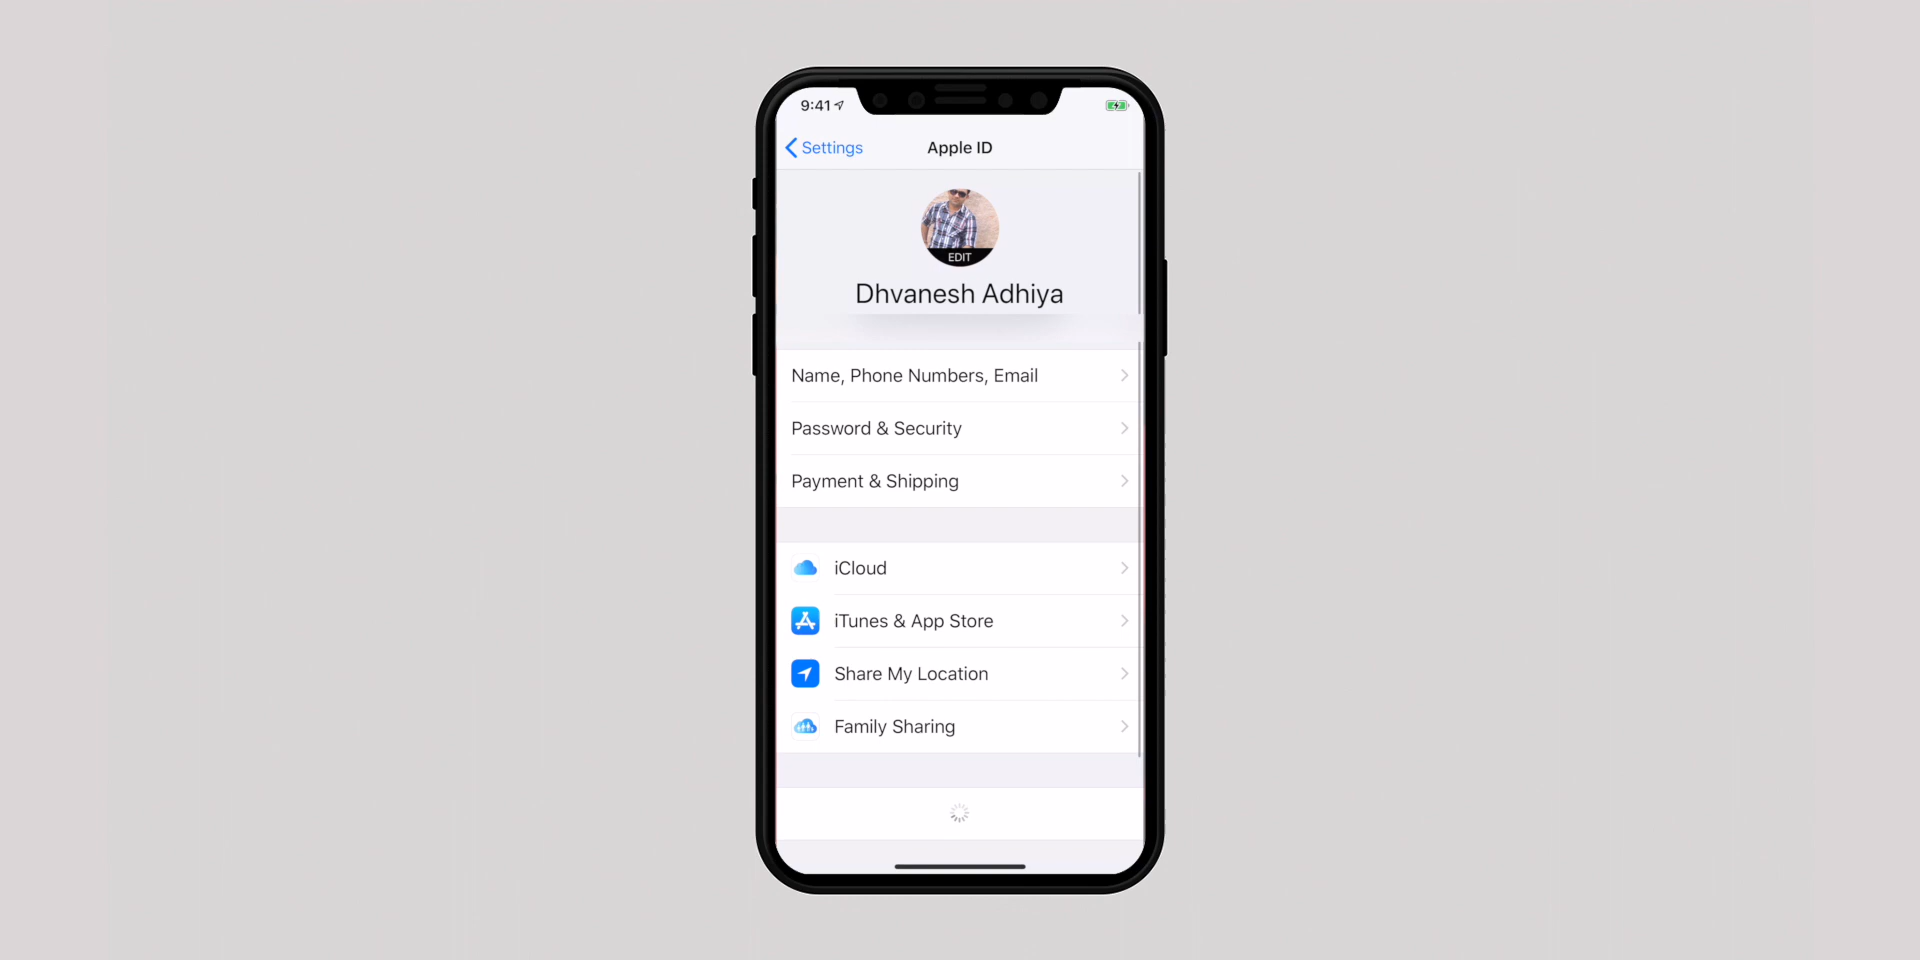 9:41
Settings
Apple ID
EDIT
Dhvanesh Adhiya
Name, Phone Numbers, Email
Password & Security
Payment & Shipping
iCloud
iTunes & App Store
Share My Location
Family Sharing